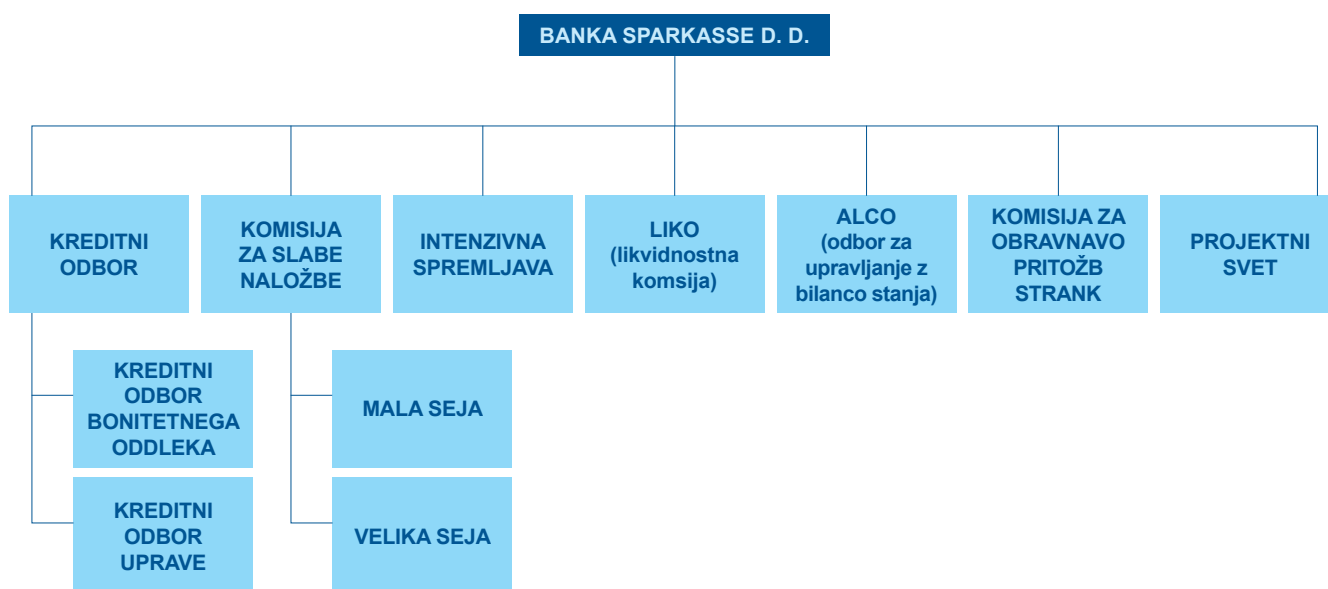 BANKA SPARKASSE D. D.
KREDITNI
ODBOR
KOMISIJA
ZA SLABE
NALOŽBE
INTENZIVNA
SPREMLJAVA
LIKO
(likvidnostna
komsija)
ALCO
(odbor za
upravljanje z
bilanco stanja)
KOMISIJA ZA
OBRAVNAVO
PRITOŽB
STRANK
PROJEKTNI
SVET
KREDITNI
ODBOR
BONITETNEGA
ODDLEKA
MALA SEJA
KREDITNI
ODBOR
UPRAVE
VELIKA SEJA